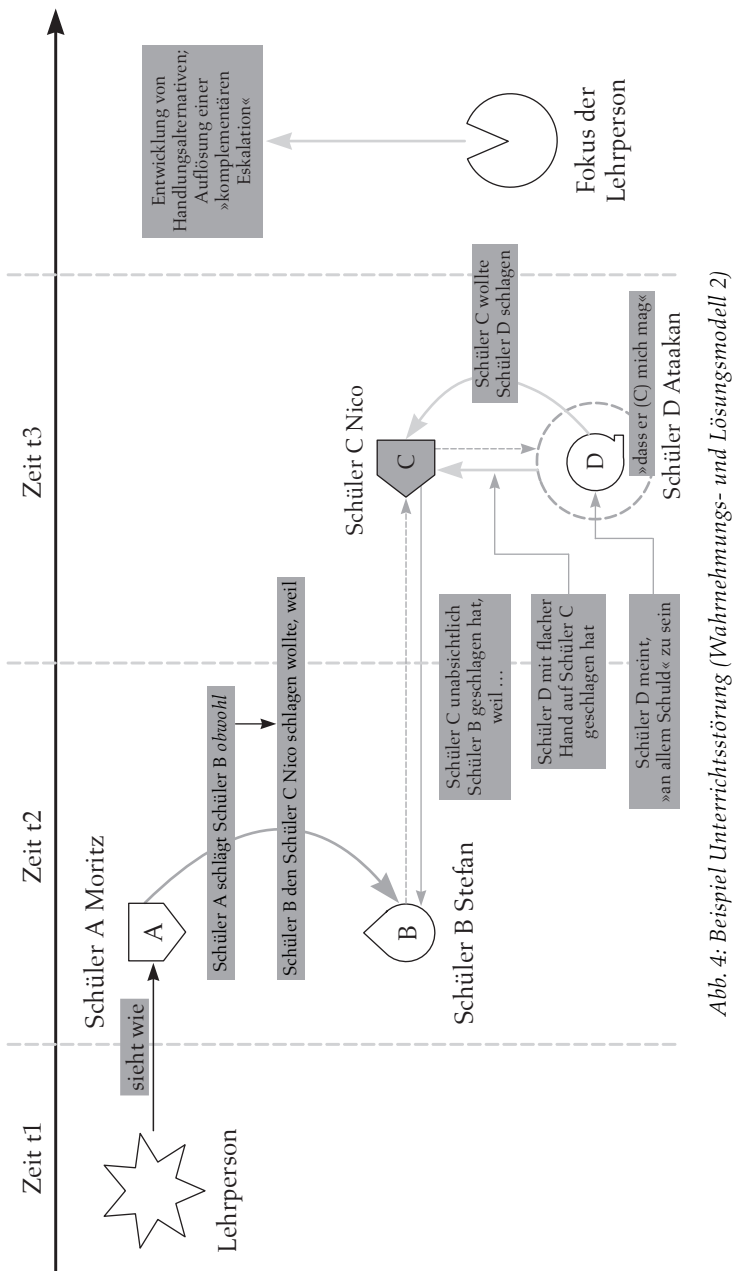 Zeit t1
Zeit t2
Zeit t3
Lehrperson
sieht wie
Schüler A Moritz
A
Schüler A schlägt Schüler B obwohl
Schüler B den Schüler C Nico schlagen wollte, weil
B
Schüler B Stefan
Schüler C Nico
C
Schüler C unabsichtlich
Schüler B geschlagen hat,
weil …
Schüler D mit flacher
Hand auf Schüler C
geschlagen hat
Schüler D meint,
»an allem Schuld« zu sein
Schüler C wollte
Schüler D schlagen
D
»dass er (C) mich mag«
Schüler D Ataakan
Entwicklung von
Handlungsalternativen;
Auflösung einer
»komplementären
Eskalation«
Fokus der
Lehrperson
Abb. 4: Beispiel Unterrichtsstörung (Wahrnehmungs- und Lösungsmodell 2)